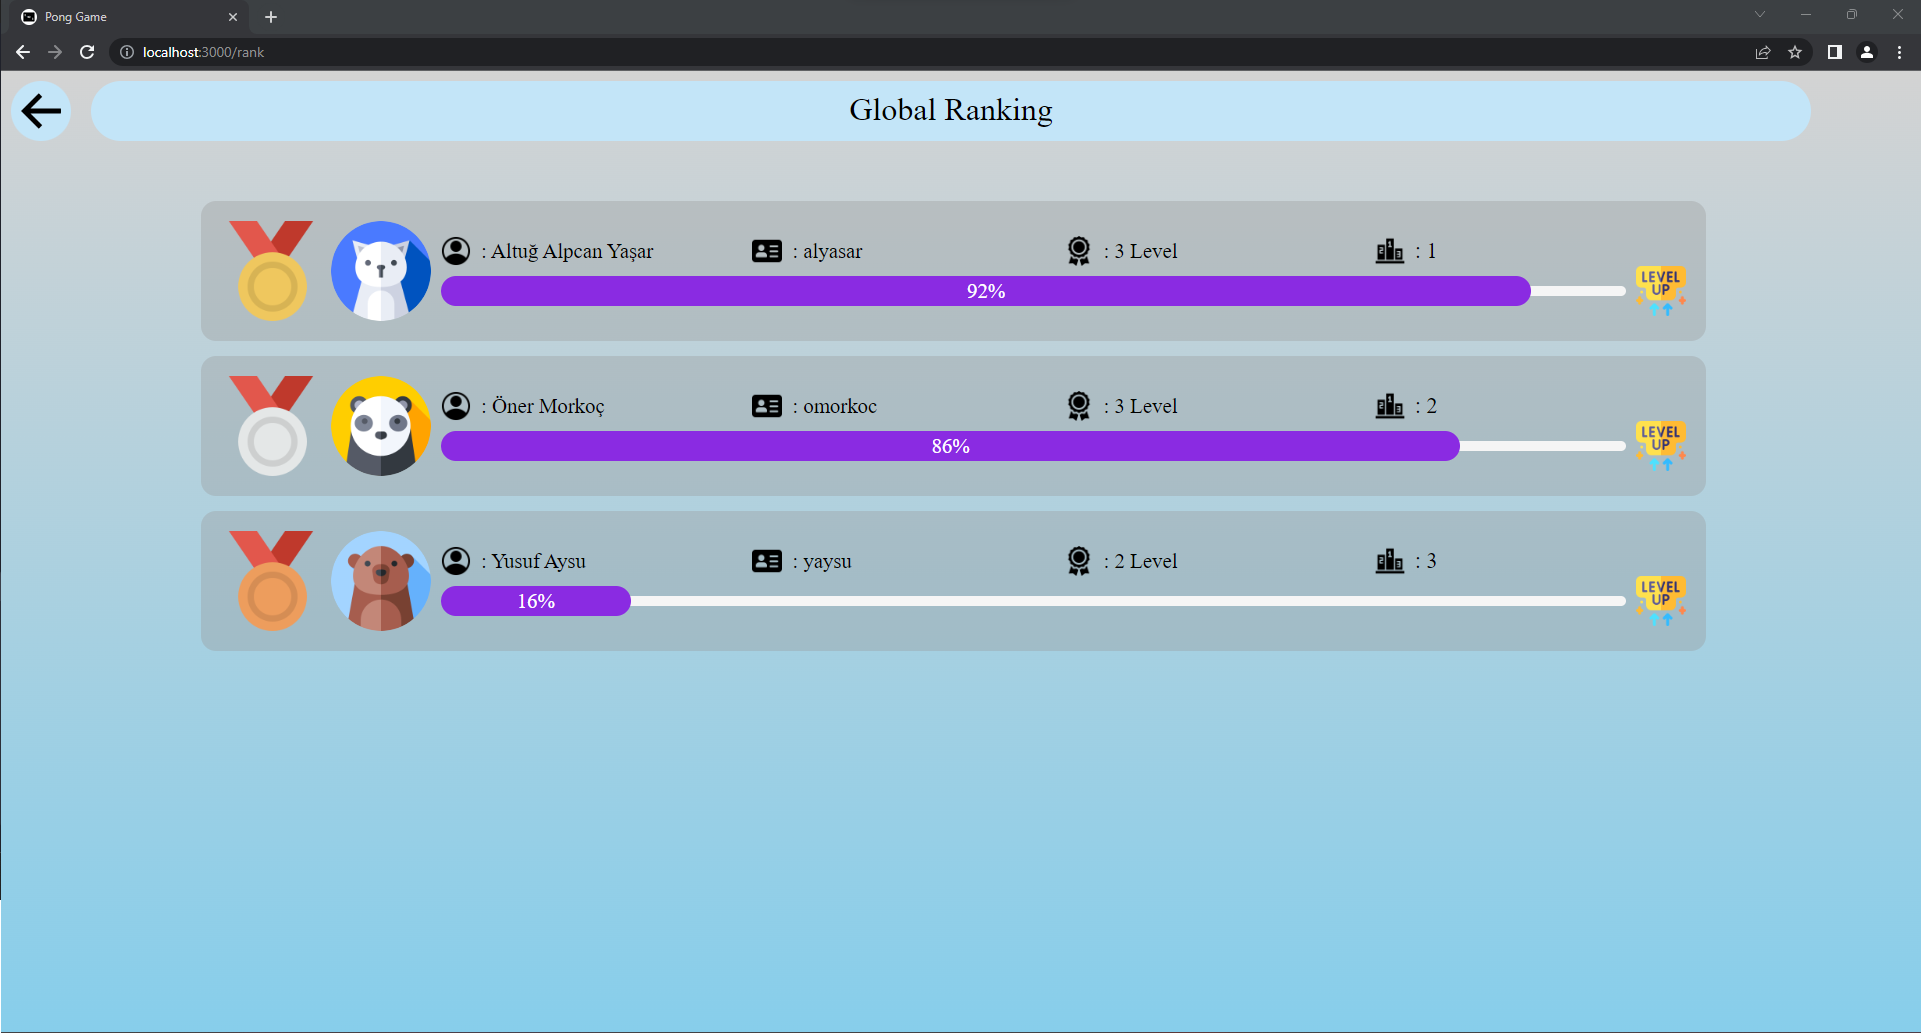 Pong Game
localhost:3000/rank
Global Ranking
: Altuğ Alpcan Yaşar : alyasar : 3 Level : 1
92% LEVEL UP
: Öner Morkoç : omorkoc : 3 Level : 2
86% LEVEL UP
: Yusuf Aysu : yaysu : 2 Level : 3
16% LEVEL UP